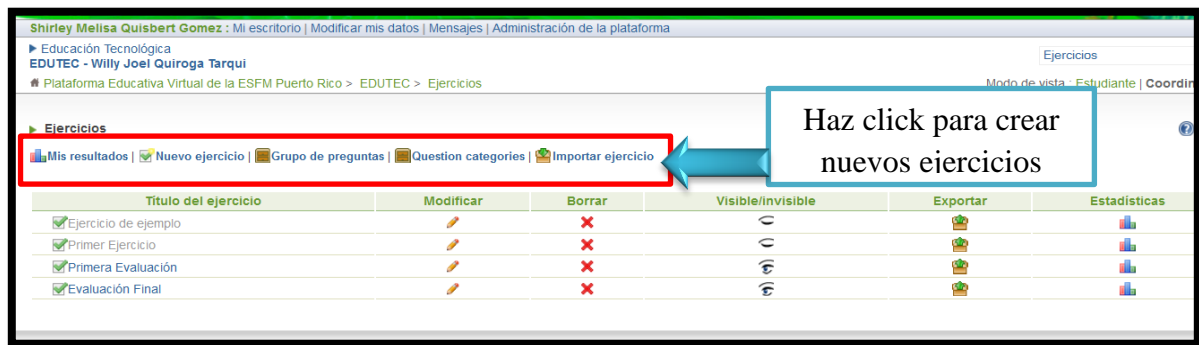 Shirley Melisa Quisbert Gomez : Mi escritorio | Modificar mis datos | Mensajes | Administración de la plataforma
Educación Tecnológica
EDUTEC - Willy Joel Quiroga Tarqui
Ejercicios
Plataforma Educativa Virtual de la ESFM Puerto Rico > EDUTEC > Ejercicios
Modo de vista : Estudiante | Coordin
Haz click para crear
nuevos ejercicios
Ejercicios
Mis resultados | Nuevo ejercicio | Grupo de preguntas | Question categories | Importar ejercicio
Título del ejercicio Modificar Borrar Visible/invisible Exportar Estadísticas
Ejercicio de ejemplo
Primer Ejercicio
Primera Evaluación
Evaluación Final